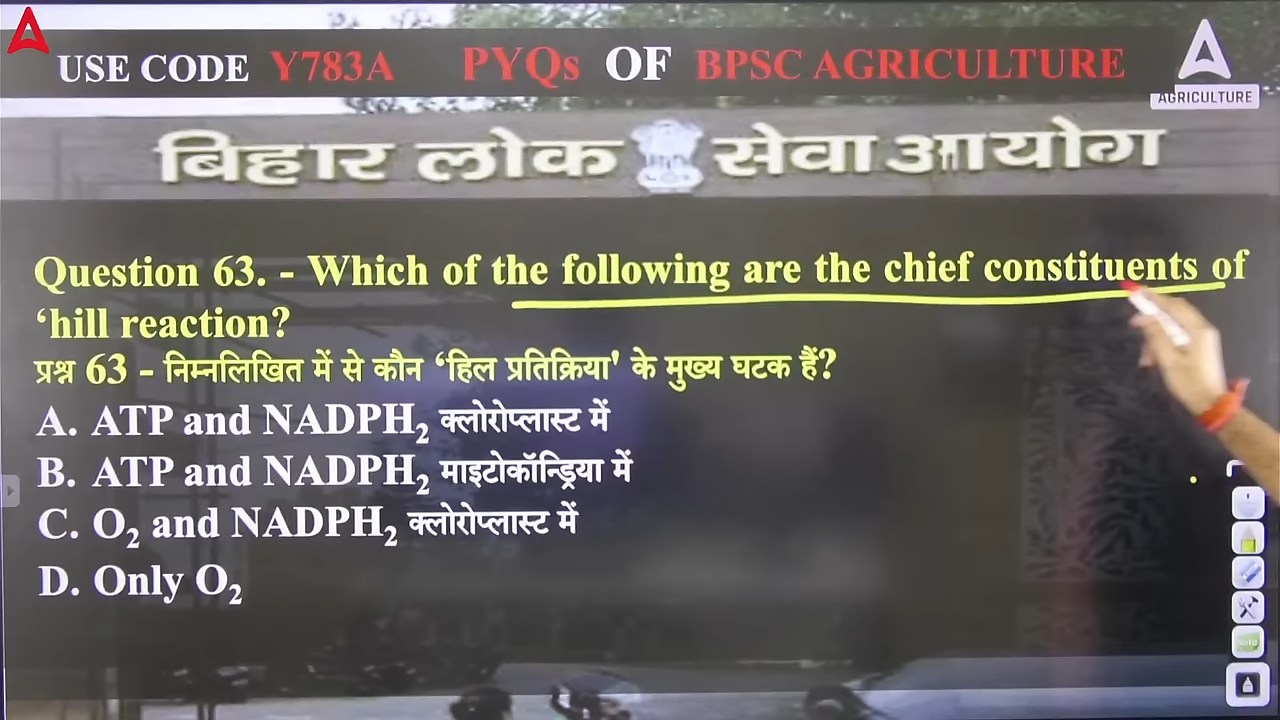 USE CODE Y783A PYQs OF BPSC AGRICULTURE
AGRICULTURE
बिहार लोक सेवा आयोग
Question 63. - Which of the following are the chief constituents of
‘hill reaction?
प्रश्न 63 - निम्नलिखित में से कौन ‘हिल प्रतिक्रिया' के मुख्य घटक हैं?
A. ATP and NADPH₂ क्लोरोप्लास्ट में
B. ATP and NADPH₂ माइटोकॉन्ड्रिया में
C. O₂ and NADPH₂ क्लोरोप्लास्ट में
D. Only O₂